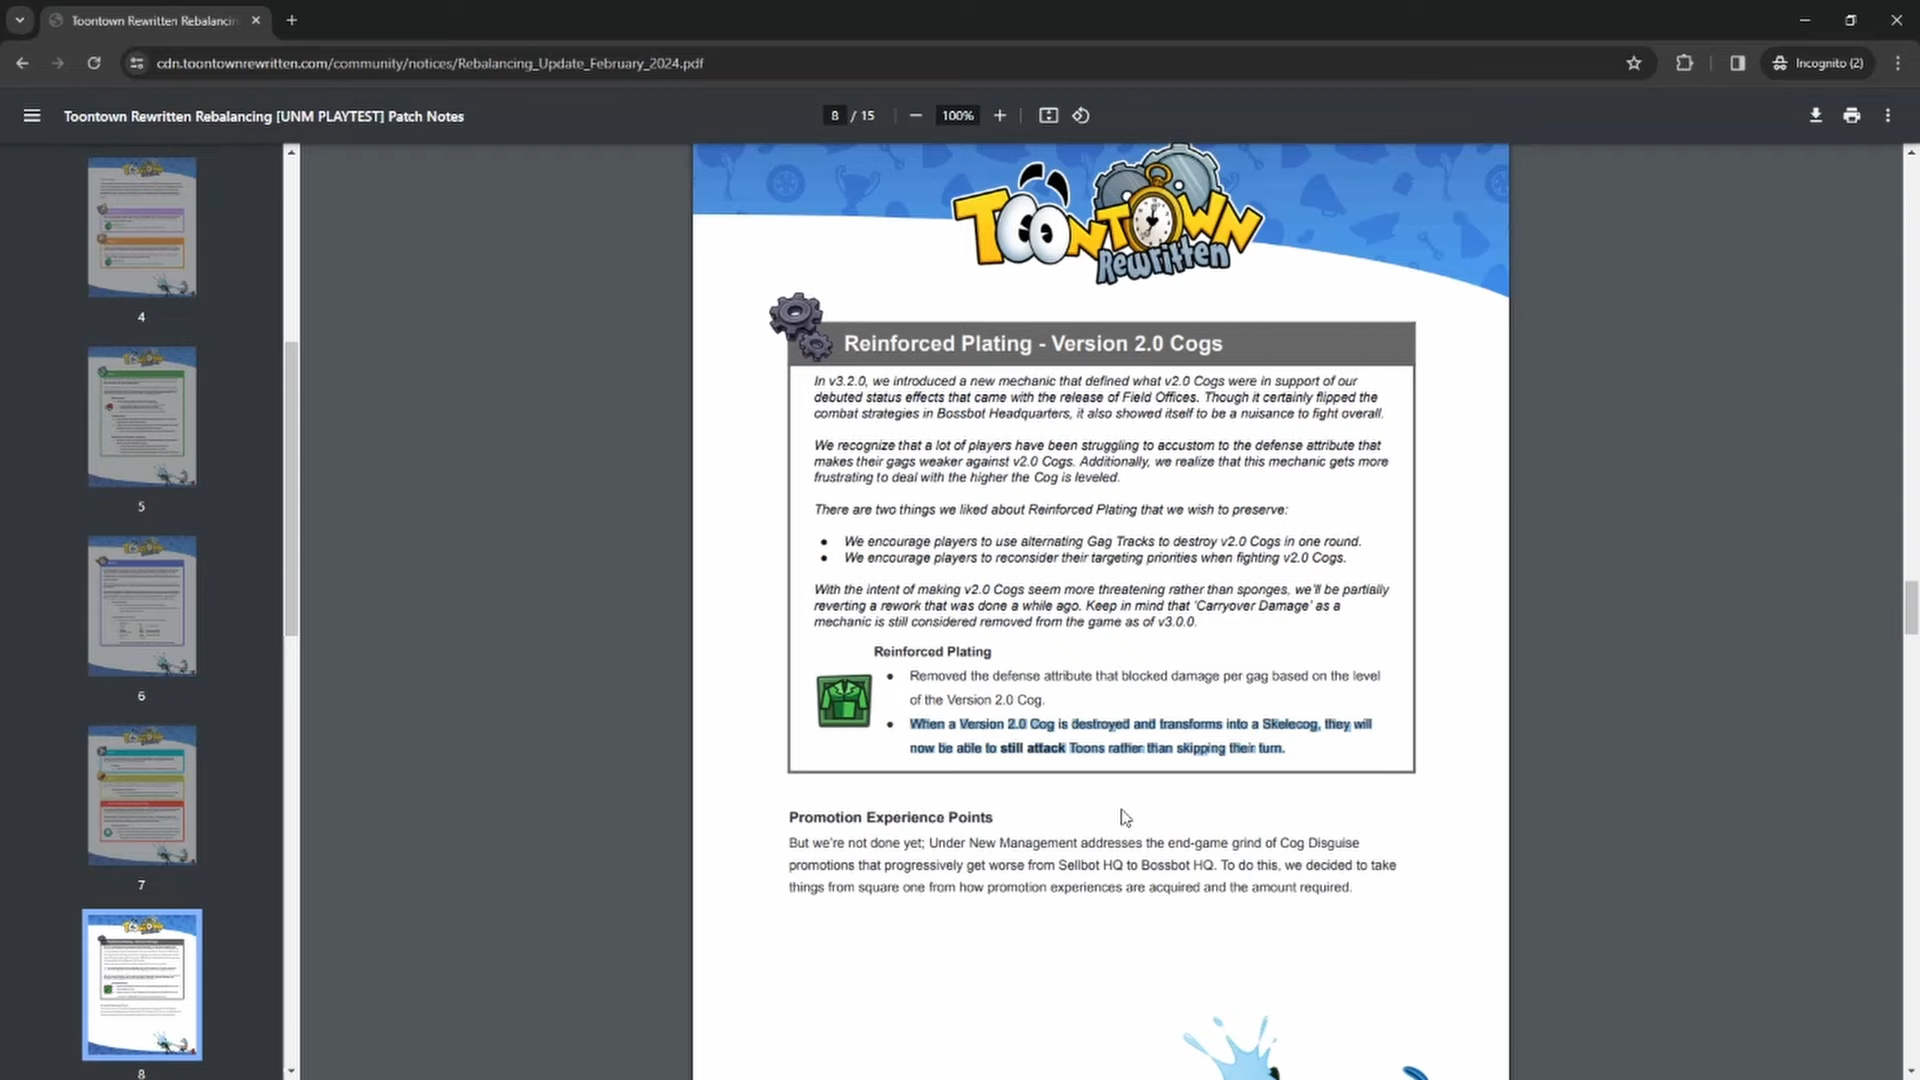 Toontown Rewritten Rebalancin
cdn.toontownrewritten.com/community/notices/Rebalancing_Update_February_2024.pdf
Incognito (2)
Toontown Rewritten Rebalancing [UNM PLAYTEST] Patch Notes
8 / 15
100%
4
5
6
7
8
TOONTOWN
Rewritten
Reinforced Plating - Version 2.0 Cogs
In v3.2.0, we introduced a new mechanic that defined what v2.0 Cogs were in support of our
debuted status effects that came with the release of Field Offices. Though it certainly flipped the
combat strategies in Bossbot Headquarters, it also showed itself to be a nuisance to fight overall.
We recognize that a lot of players have been struggling to accustom to the defense attribute that
makes their gags weaker against v2.0 Cogs. Additionally, we realize that this mechanic gets more
frustrating to deal with the higher the Cog is leveled.
There are two things we liked about Reinforced Plating that we wish to preserve:
● We encourage players to use alternating Gag Tracks to destroy v2.0 Cogs in one round.
● We encourage players to reconsider their targeting priorities when fighting v2.0 Cogs.
With the intent of making v2.0 Cogs seem more threatening rather than sponges, we'll be partially
reverting a rework that was done a while ago. Keep in mind that 'Carryover Damage' as a
mechanic is still considered removed from the game as of v3.0.0.
Reinforced Plating
● Removed the defense attribute that blocked damage per gag based on the level
of the Version 2.0 Cog.
● When a Version 2.0 Cog is destroyed and transforms into a Skelecog, they will
now be able to still attack Toons rather than skipping their turn.
Promotion Experience Points
But we're not done yet; Under New Management addresses the end-game grind of Cog Disguise
promotions that progressively get worse from Sellbot HQ to Bossbot HQ. To do this, we decided to take
things from square one from how promotion experiences are acquired and the amount required.